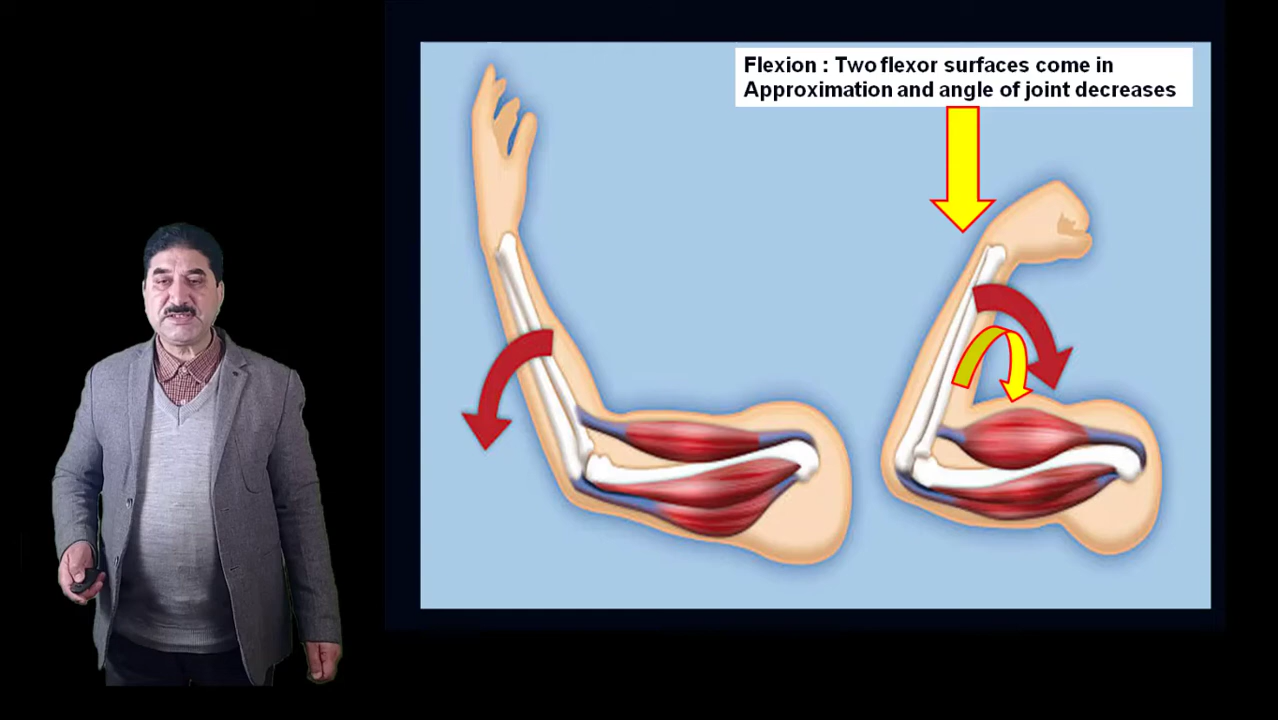 Flexion : Two flexor surfaces come in
Approximation and angle of joint decreases